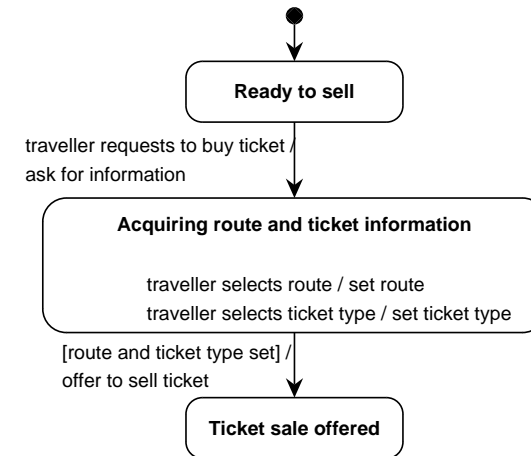 Ready to sell
traveller requests to buy ticket /
ask for information
Acquiring route and ticket information
traveller selects route / set route
traveller selects ticket type / set ticket type
[route and ticket type set] /
offer to sell ticket
Ticket sale offered